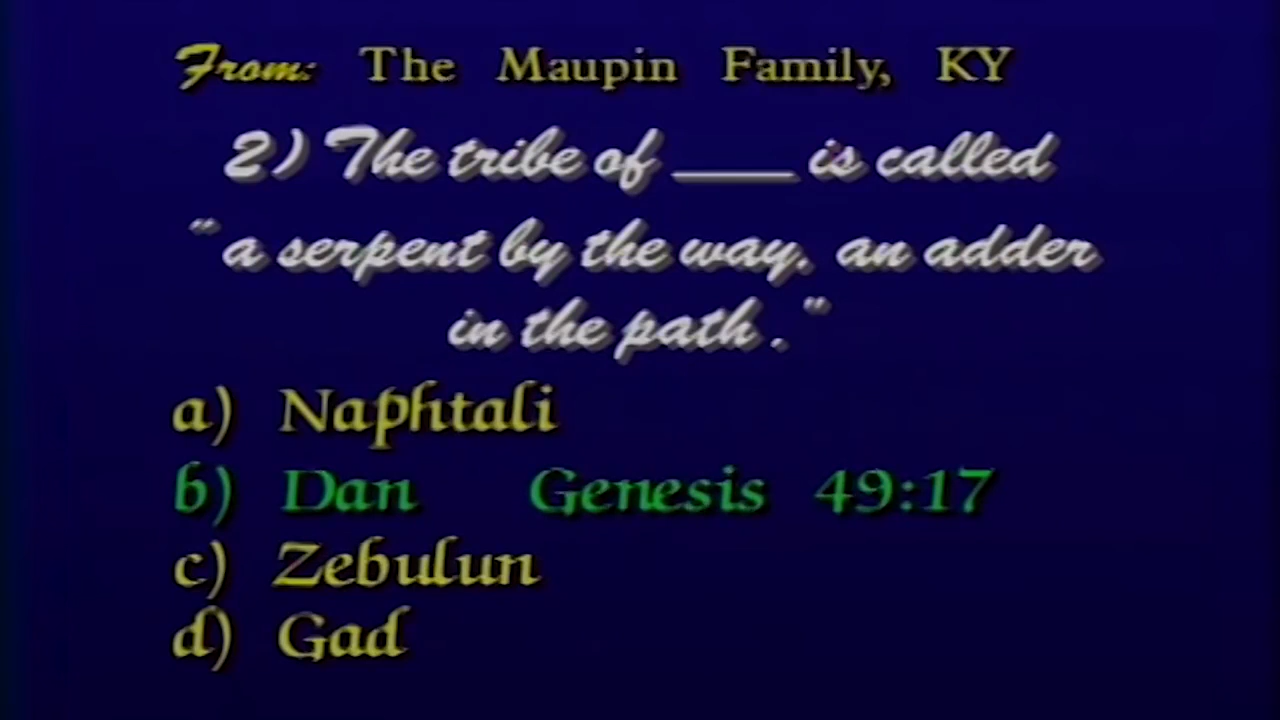 From: The Maupin Family, KY
2) The tribe of ____ is called
"a serpent by the way, an adder
in the path."
a) Naphtali
b) Dan Genesis 49:17
c) Zebulun
d) Gad